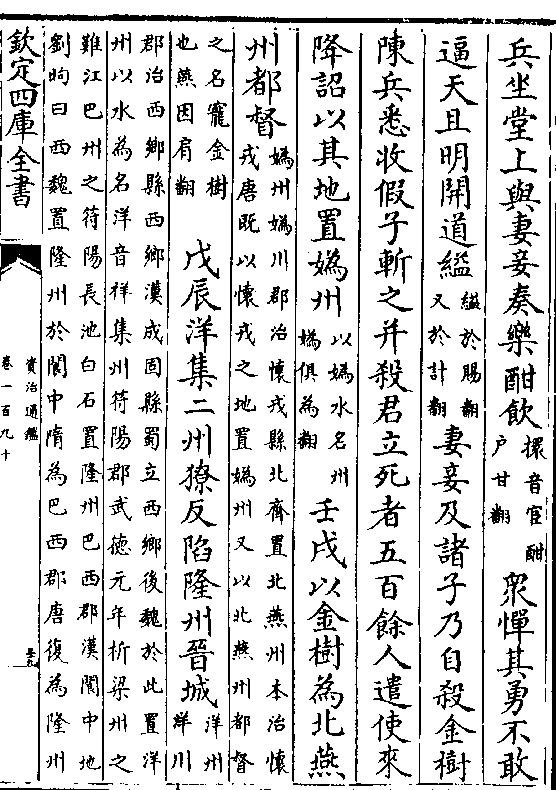 兵坐堂上與妻妾奏樂酣飲擐音宦酣户甘翻眾憚其勇不敢
逼天且明開道縊縊於賜翻又於計翻妻妾及諸子乃自殺金樹
陳兵悉收假子斬之并殺君立死者五百餘人遣使來
降詔以其地置嬀州以嬀水名州嬀俱為翻壬戌以金樹為北燕
州都督嬀州嬀川郡治懷戎縣北齊置北燕州本治懷戎唐既以懷戎之地置嬀州又以北燕州都督
之名寵金樹也燕因肩翻戊辰洋集二州獠反陷隆州晉城洋州洋川
郡治西鄉縣西鄉漢成固縣蜀立西鄉後魏於此置洋州以水為名洋音祥集州符陽郡武德元年析梁州之
難江巴州之符陽長池白石置隆州巴西郡漢閬中地劉昫曰西魏置隆州於閬中隋為巴西郡唐復為隆州
欽定四庫全書
資治通鑑
卷一百九十